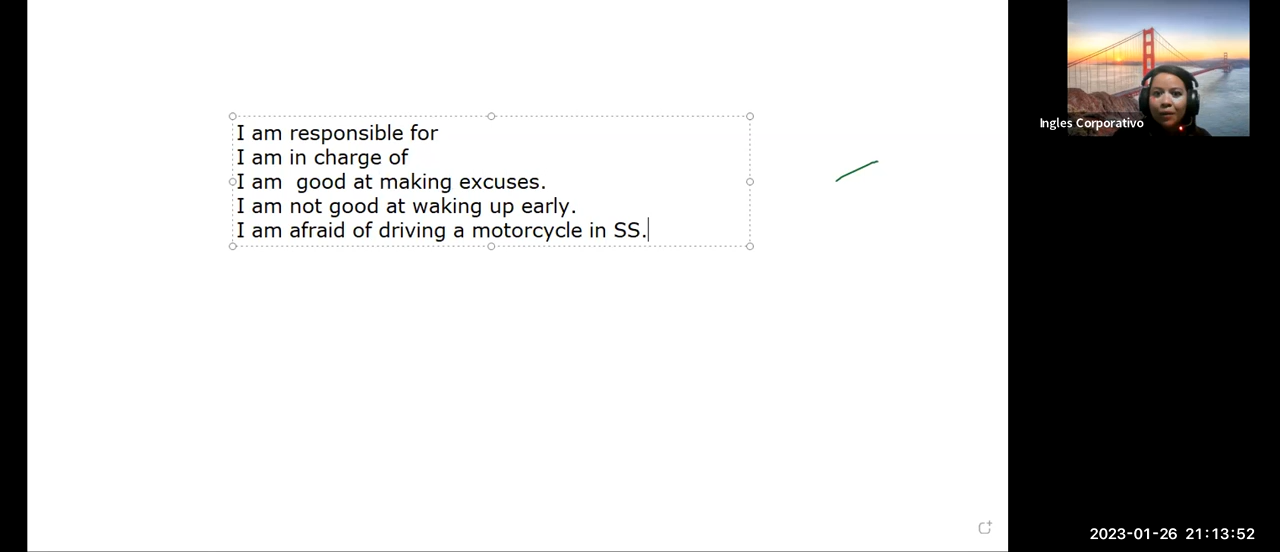 I am responsible for
I am in charge of
I am  good at making excuses.
I am not good at waking up early.
I am afraid of driving a motorcycle in SS.
Ingles Corporativo
2023-01-26 21:13:52